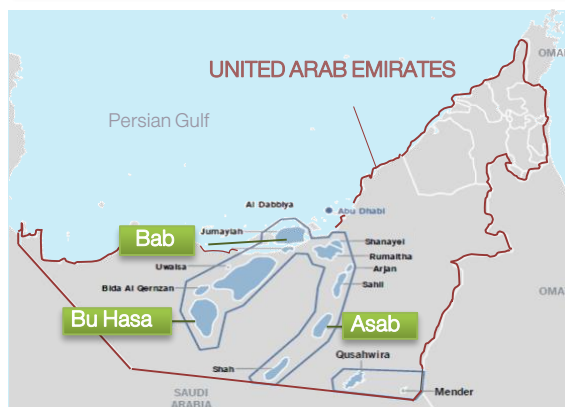 OMAN
UNITED ARAB EMIRATES
Persian Gulf
Al Dabbiya
Abu Dhabi
Jumaylah
Bab
Shanayel
Rumaitha
Uwaisa
Arjan
Sahil
Bida Al Qemzan
OMA
Bu Hasa
Asab
Qusahwira
Shah
Mender
SAUDI
ARABIA